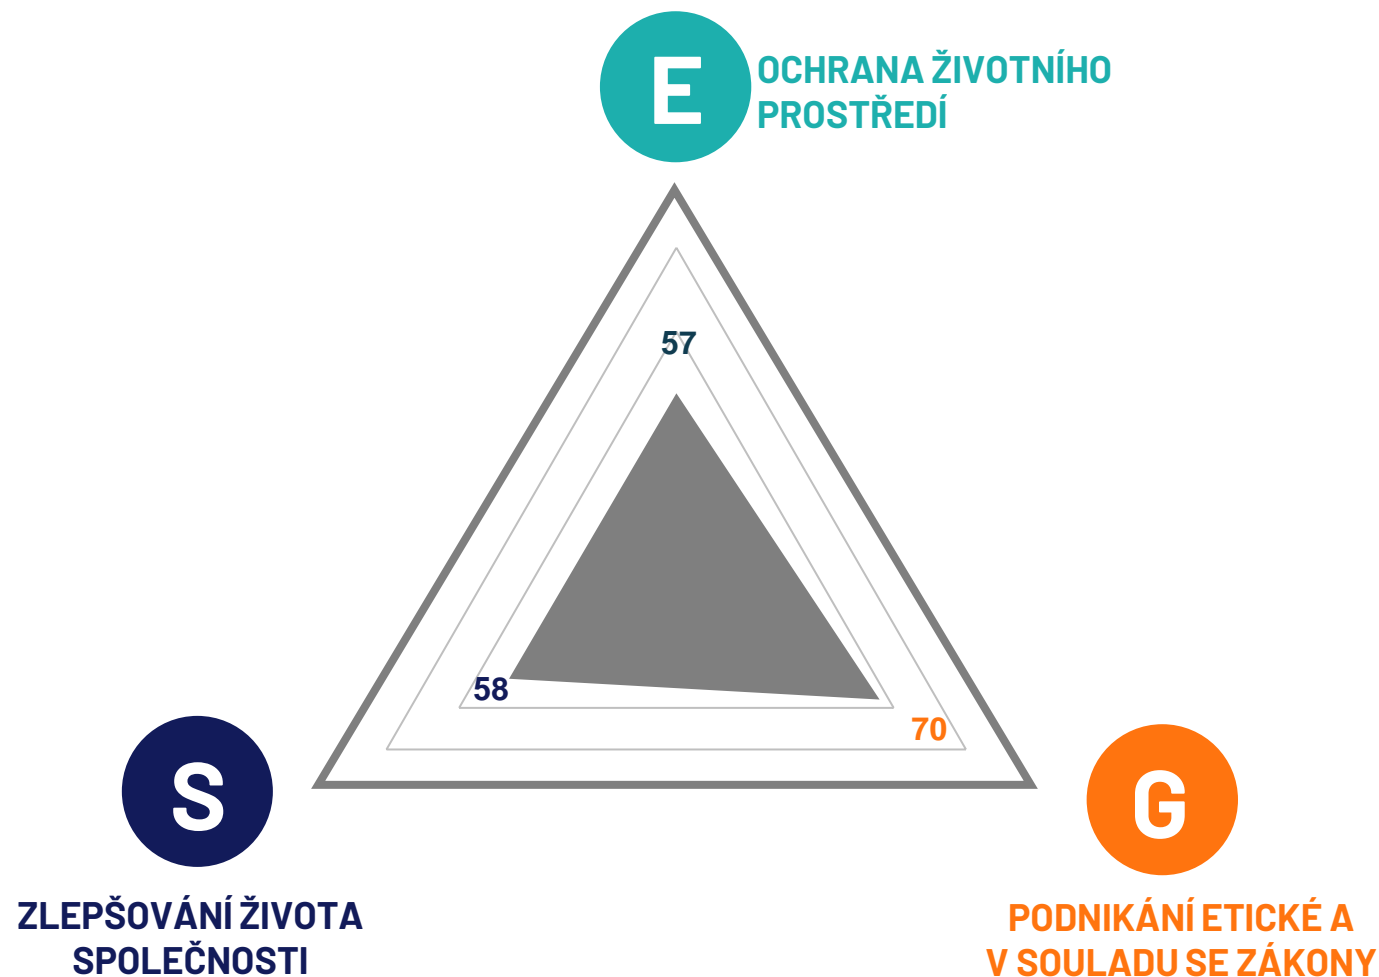 E
OCHRANA ŽIVOTNÍHO
PROSTŘEDÍ
57
58
70
S
ZLEPŠOVÁNÍ ŽIVOTA
SPOLEČNOSTI
G
PODNIKÁNÍ ETICKÉ A
V SOULADU SE ZÁKONY